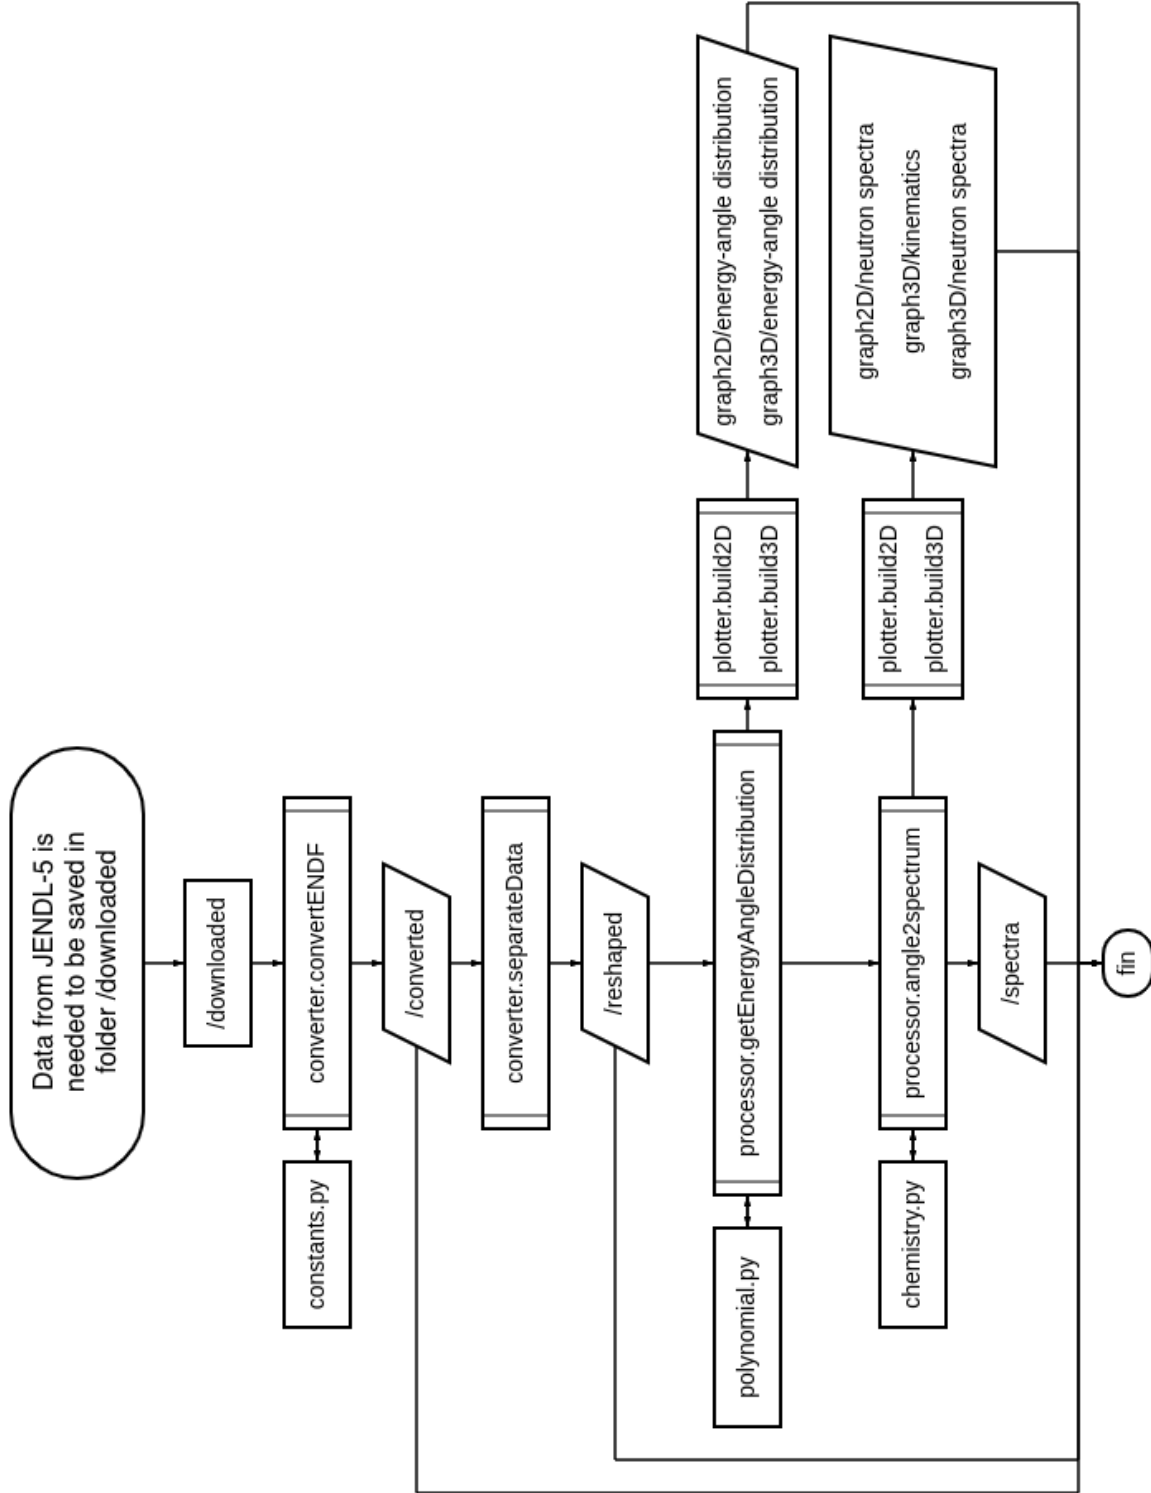 Data from JENDL-5 is
needed to be saved in
folder /downloaded
/downloaded
constants.py
converter.convertENDF
/converted
converter.separateData
/reshaped
polynomial.py
processor.getEnergyAngleDistribution
plotter.build2D
plotter.build3D
graph2D/energy-angle distribution
graph3D/energy-angle distribution
chemistry.py
processor.angle2spectrum
plotter.build2D
plotter.build3D
graph2D/neutron spectra
graph3D/kinematics
graph3D/neutron spectra
/spectra
fin